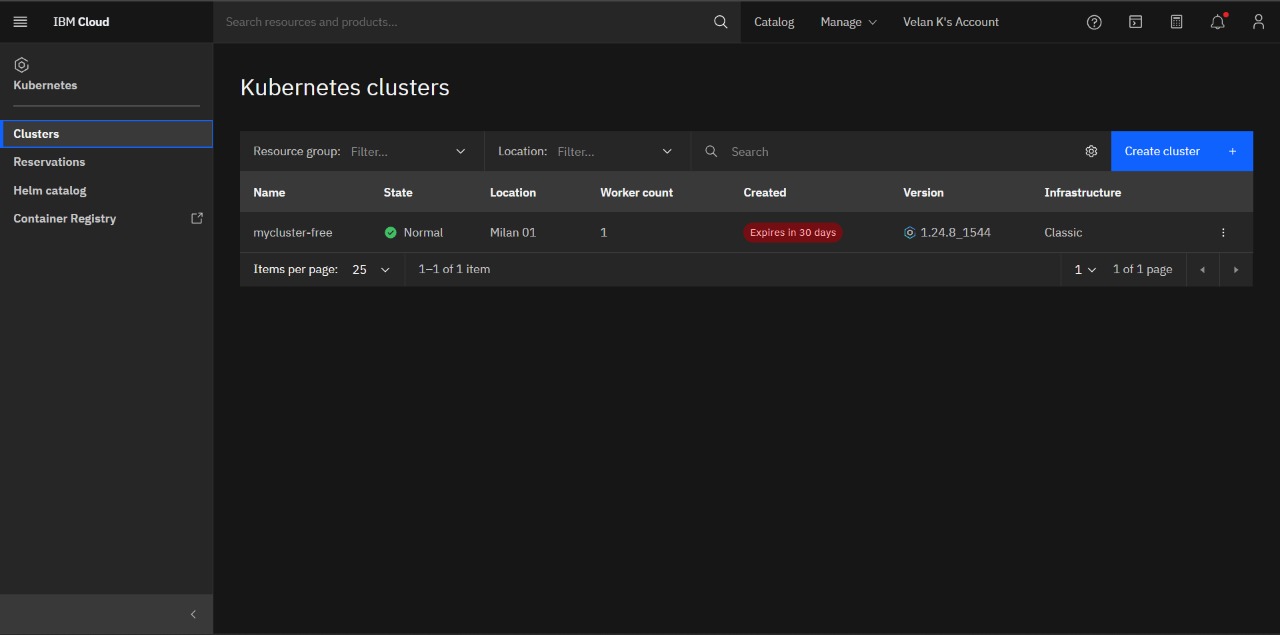 IBM Cloud
Search resources and products...
Catalog
Manage
Velan K's Account
Kubernetes
Clusters
Reservations
Helm catalog
Container Registry
Kubernetes clusters
Resource group: Filter...
Location: Filter...
Search
Create cluster +
Name State Location Worker count Created Version Infrastructure
mycluster-free Normal Milan 01 1 Expires in 30 days 1.24.8_1544 Classic
Items per page: 25 1–1 of 1 item 1 1 of 1 page